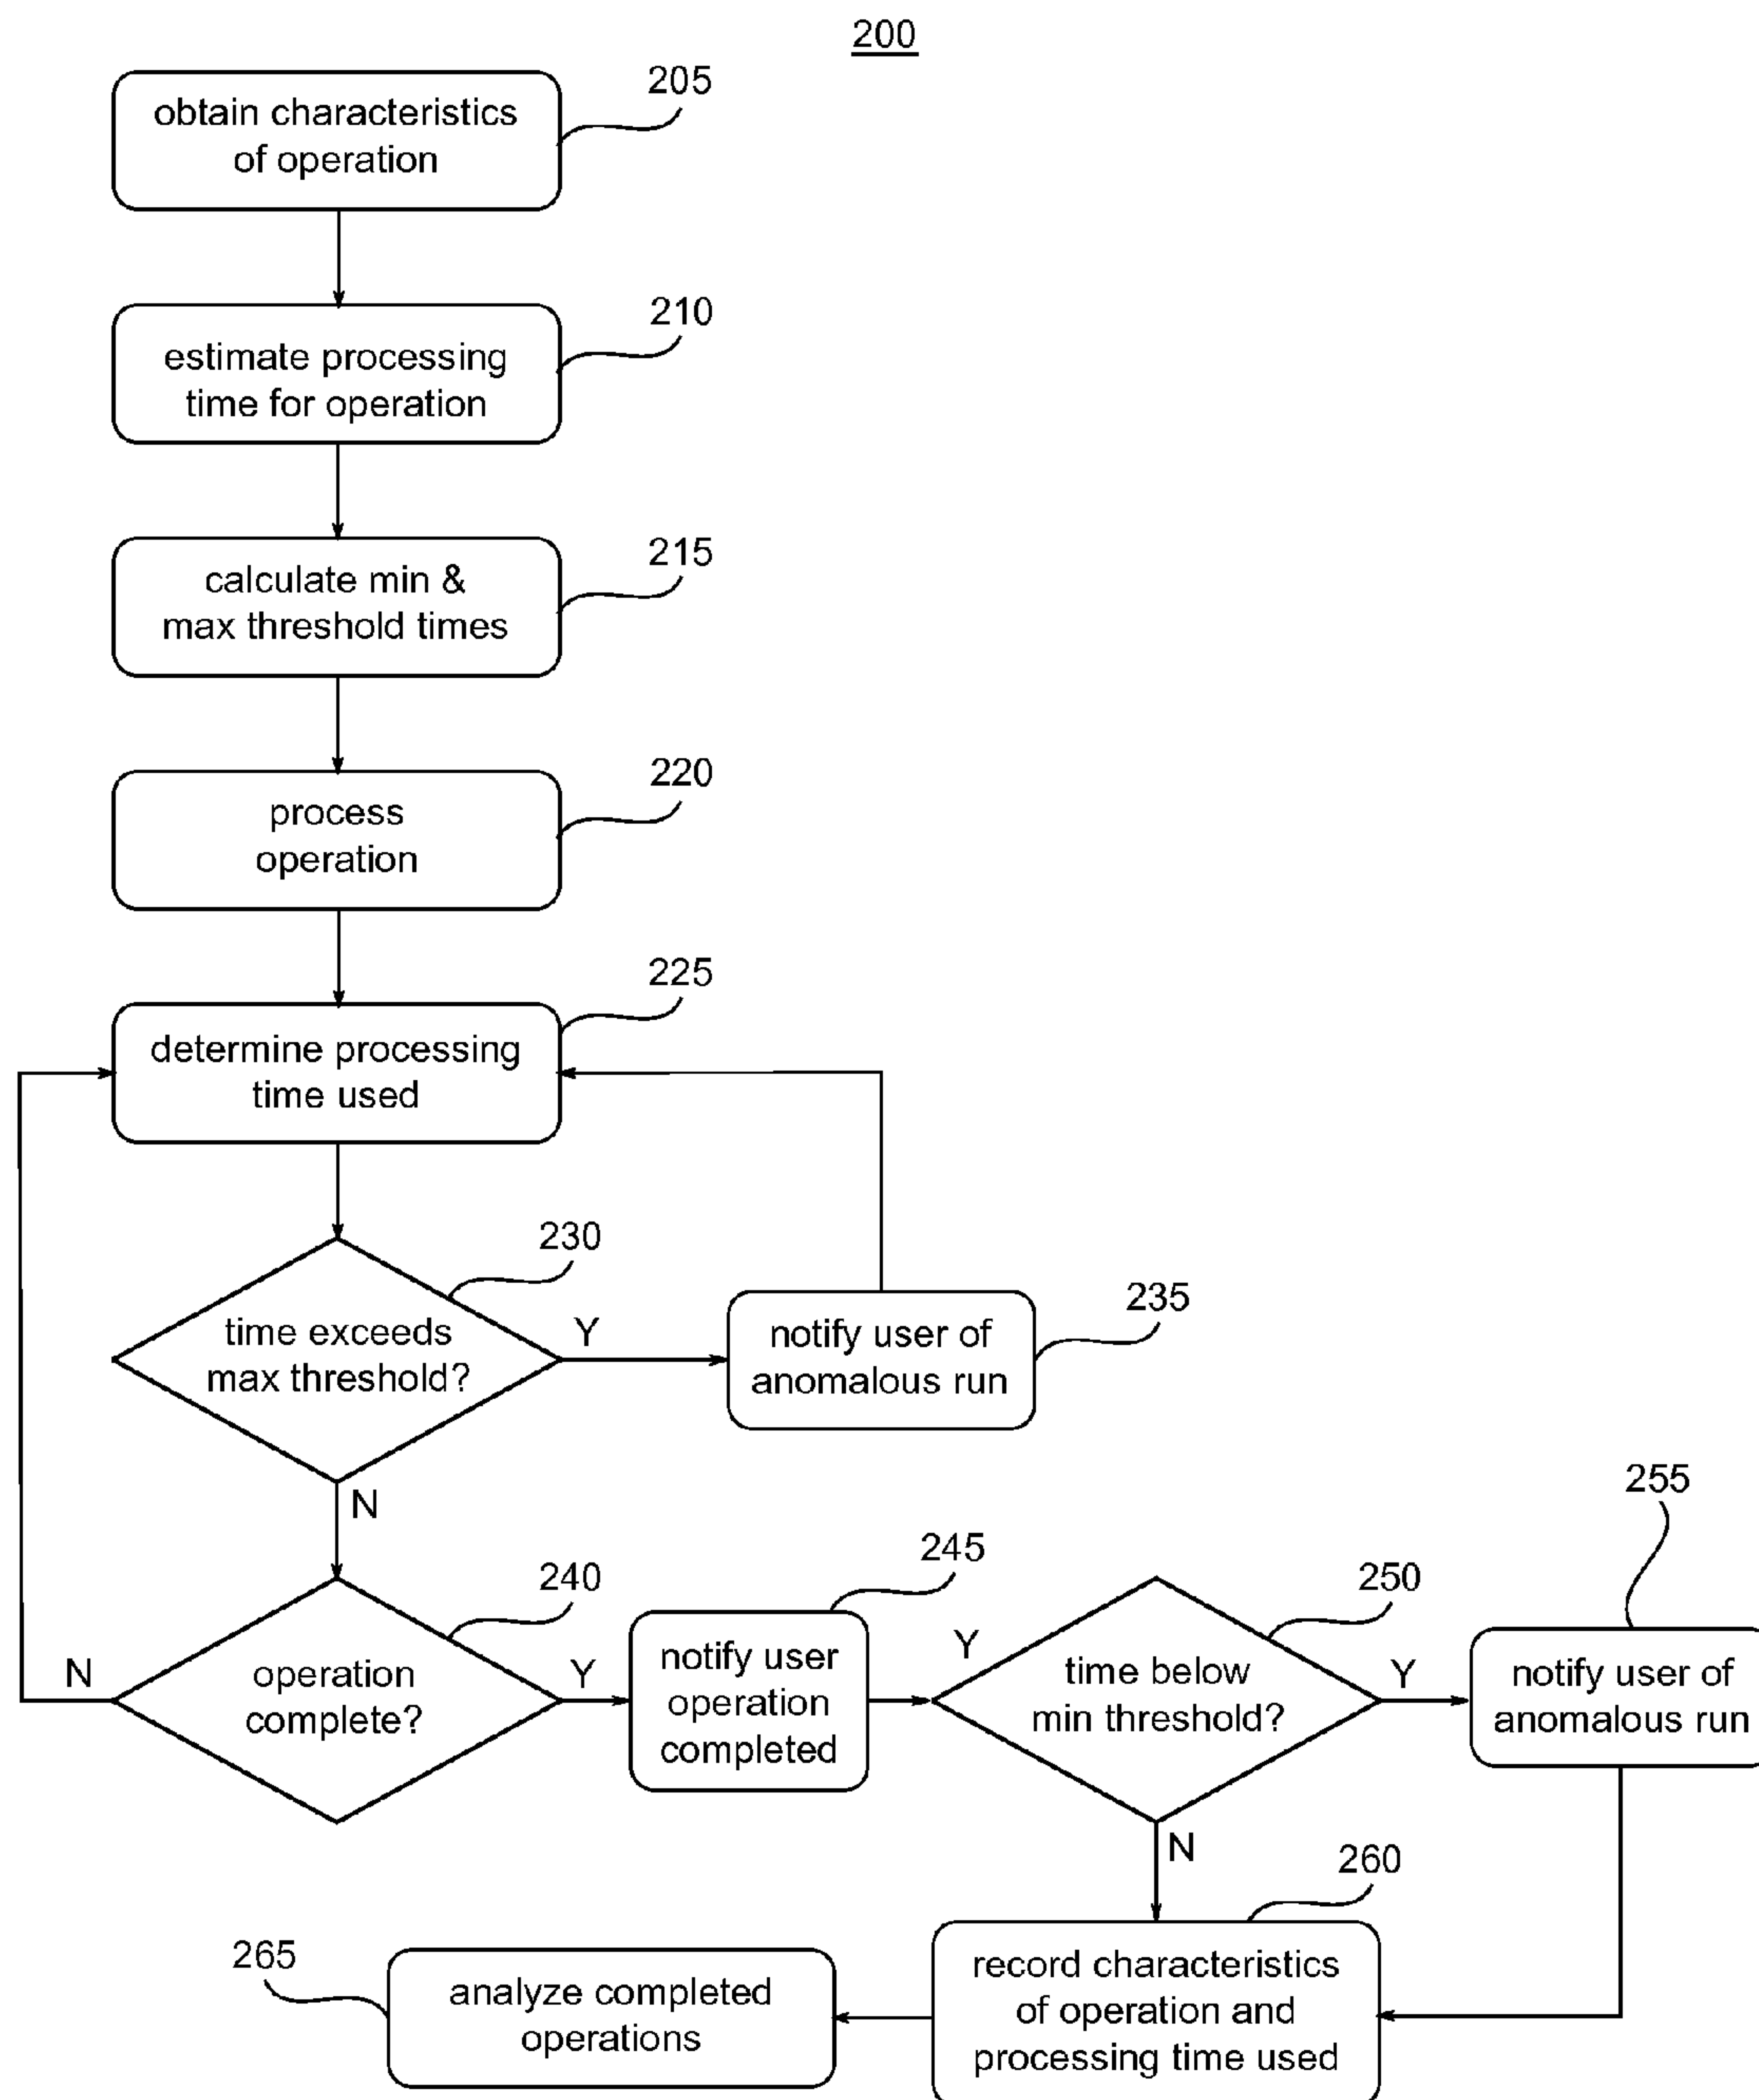 200
205
obtain characteristics
of operation
210
estimate processing
time for operation
215
calculate min &
max threshold times
220
process
operation
225
determine processing
time used
230
time exceeds
max threshold?
Y
235
notify user of
anomalous run
N
240
operation
complete?
N
Y
245
notify user
operation
completed
Y
250
time below
min threshold?
Y
255
notify user of
anomalous run
N
260
record characteristics
of operation and
processing time used
265
analyze completed
operations